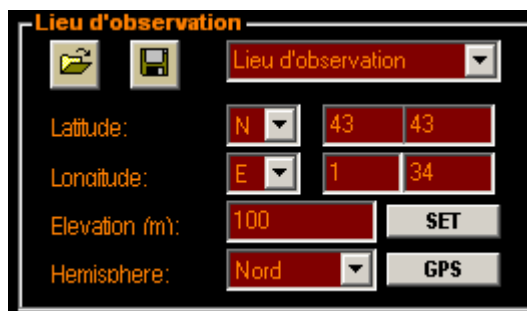 Lieu d'observation
Lieu d'observation
Latitude: N 43 43
Longitude: E 1 34
Elevation (m): 100 SET
Hemisphere: Nord GPS